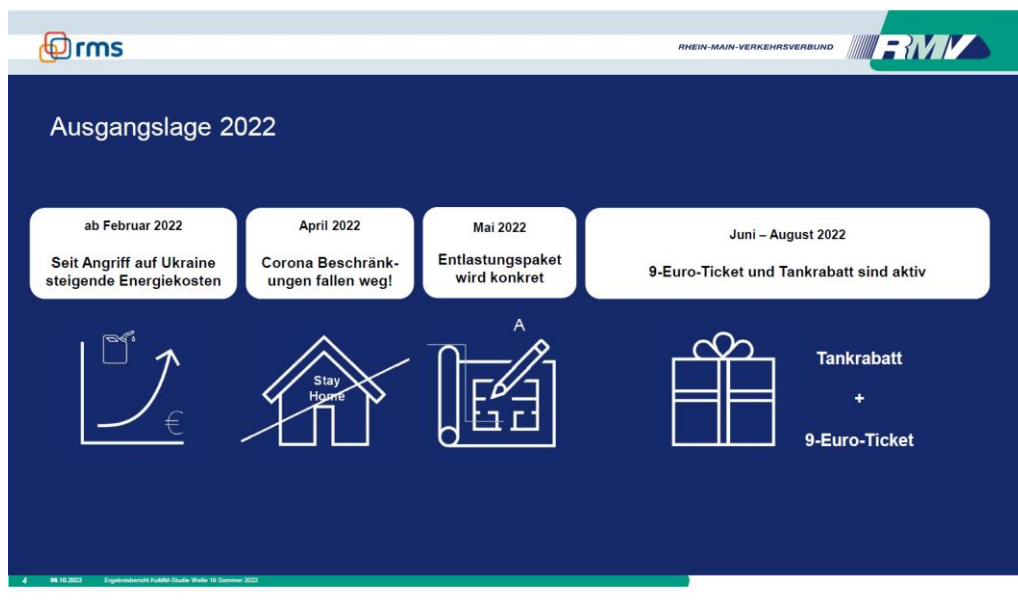 rms
RHEIN-MAIN-VERKEHRSVERBUND
RMV
Ausgangslage 2022
ab Februar 2022
Seit Angriff auf Ukraine
steigende Energiekosten
April 2022
Corona Beschränk-
ungen fallen weg!
Mai 2022
Entlastungspaket
wird konkret
Juni – August 2022
9-Euro-Ticket und Tankrabatt sind aktiv
€
Stay
Home
A
Tankrabatt
+
9-Euro-Ticket
4 06.10.2022 Ergebnisbericht KoMM-Studie Welle 19 Sommer 2022